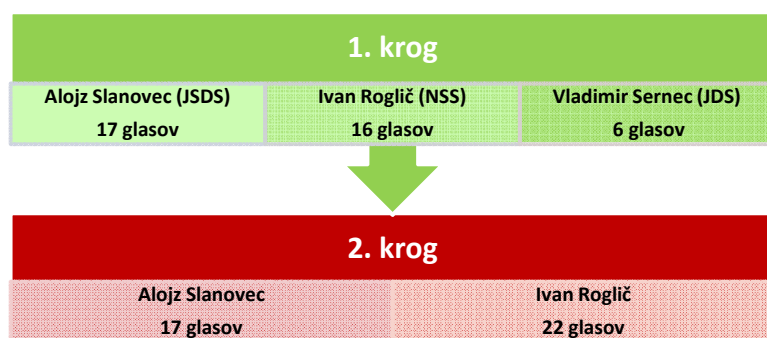 1. krog
Alojz Slanovec (JSDS)
17 glasov
Ivan Roglič (NSS)
16 glasov
Vladimir Sernec (JDS)
6 glasov
2. krog
Alojz Slanovec
17 glasov
Ivan Roglič
22 glasov